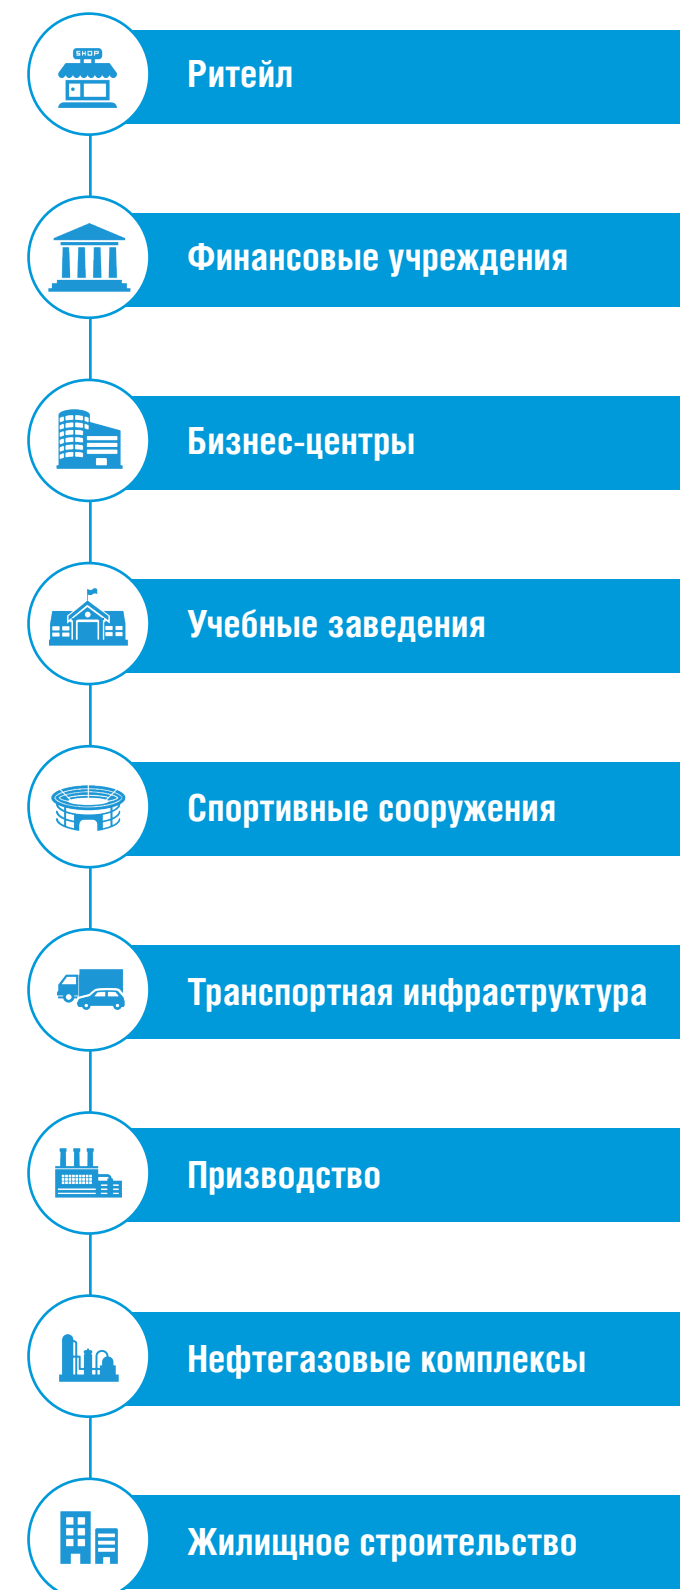 SHOP
Ритейл
Финансовые учреждения
Бизнес-центры
Учебные заведения
Спортивные сооружения
Транспортная инфраструктура
Призводство
Нефтегазовые комплексы
Жилищное строительство